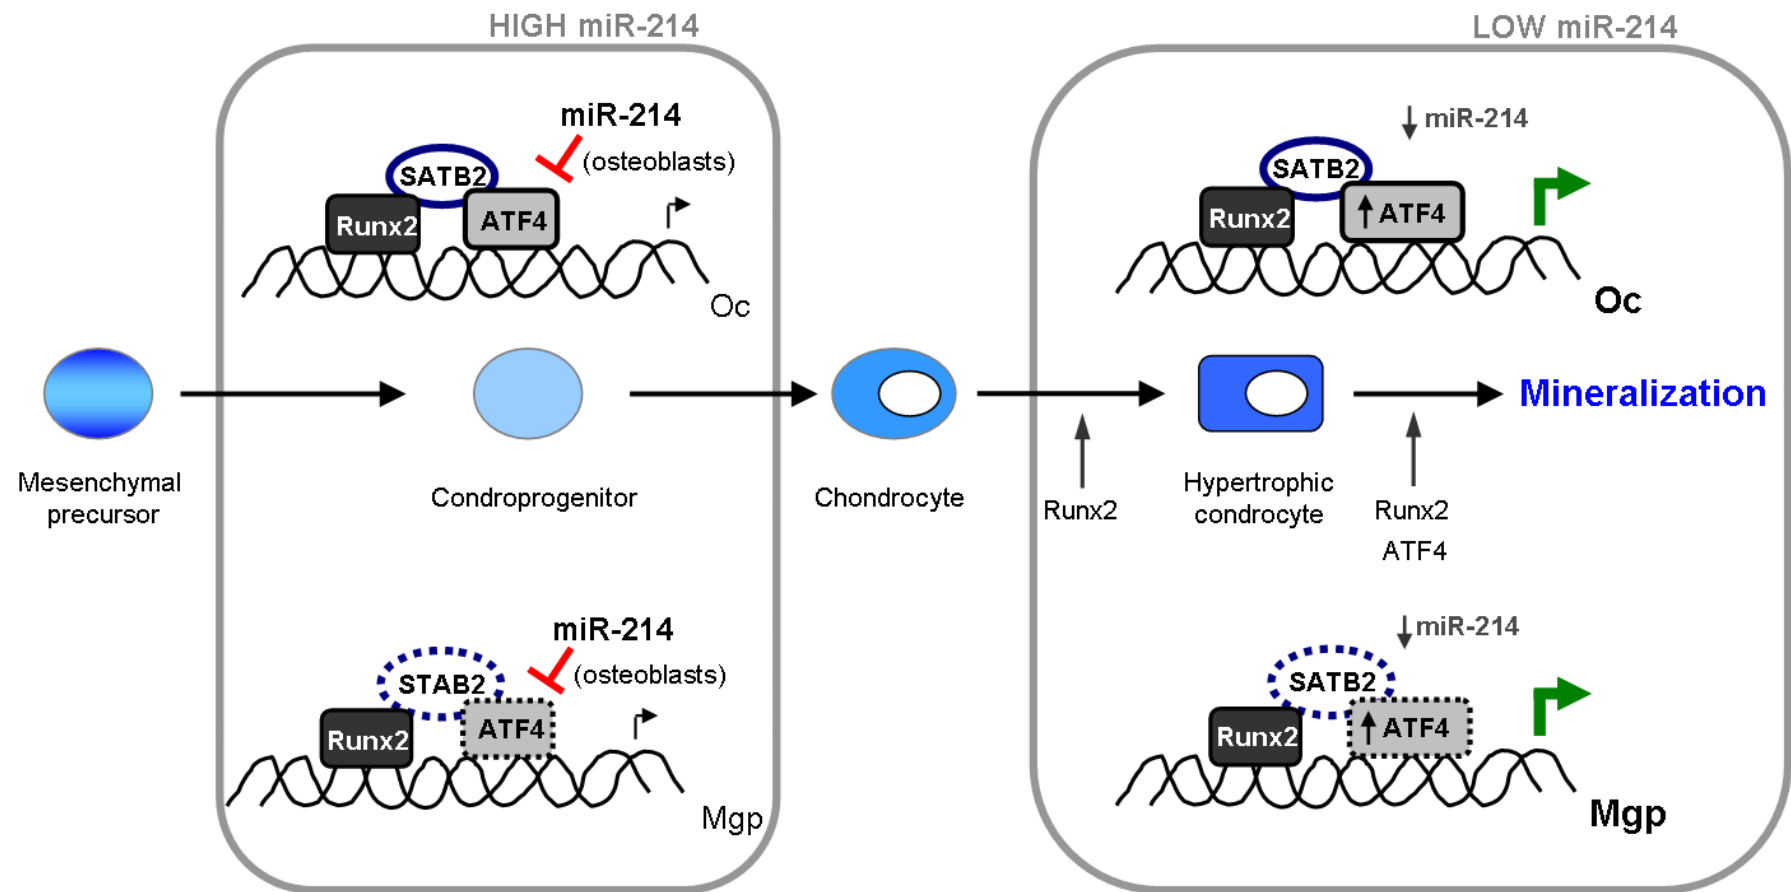 HIGH miR-214
LOW miR-214
miR-214
(osteoblasts)
SATB2
Runx2
ATF4
Oc
miR-214
SATB2
Runx2
ATF4
Oc
Mineralization
Mesenchymal
precursor
Condroprogenitor
Chondrocyte
Runx2
Hypertrophic
condrocyte
Runx2
ATF4
miR-214
(osteoblasts)
STAB2
Runx2
ATF4
Mgp
miR-214
SATB2
Runx2
ATF4
Mgp